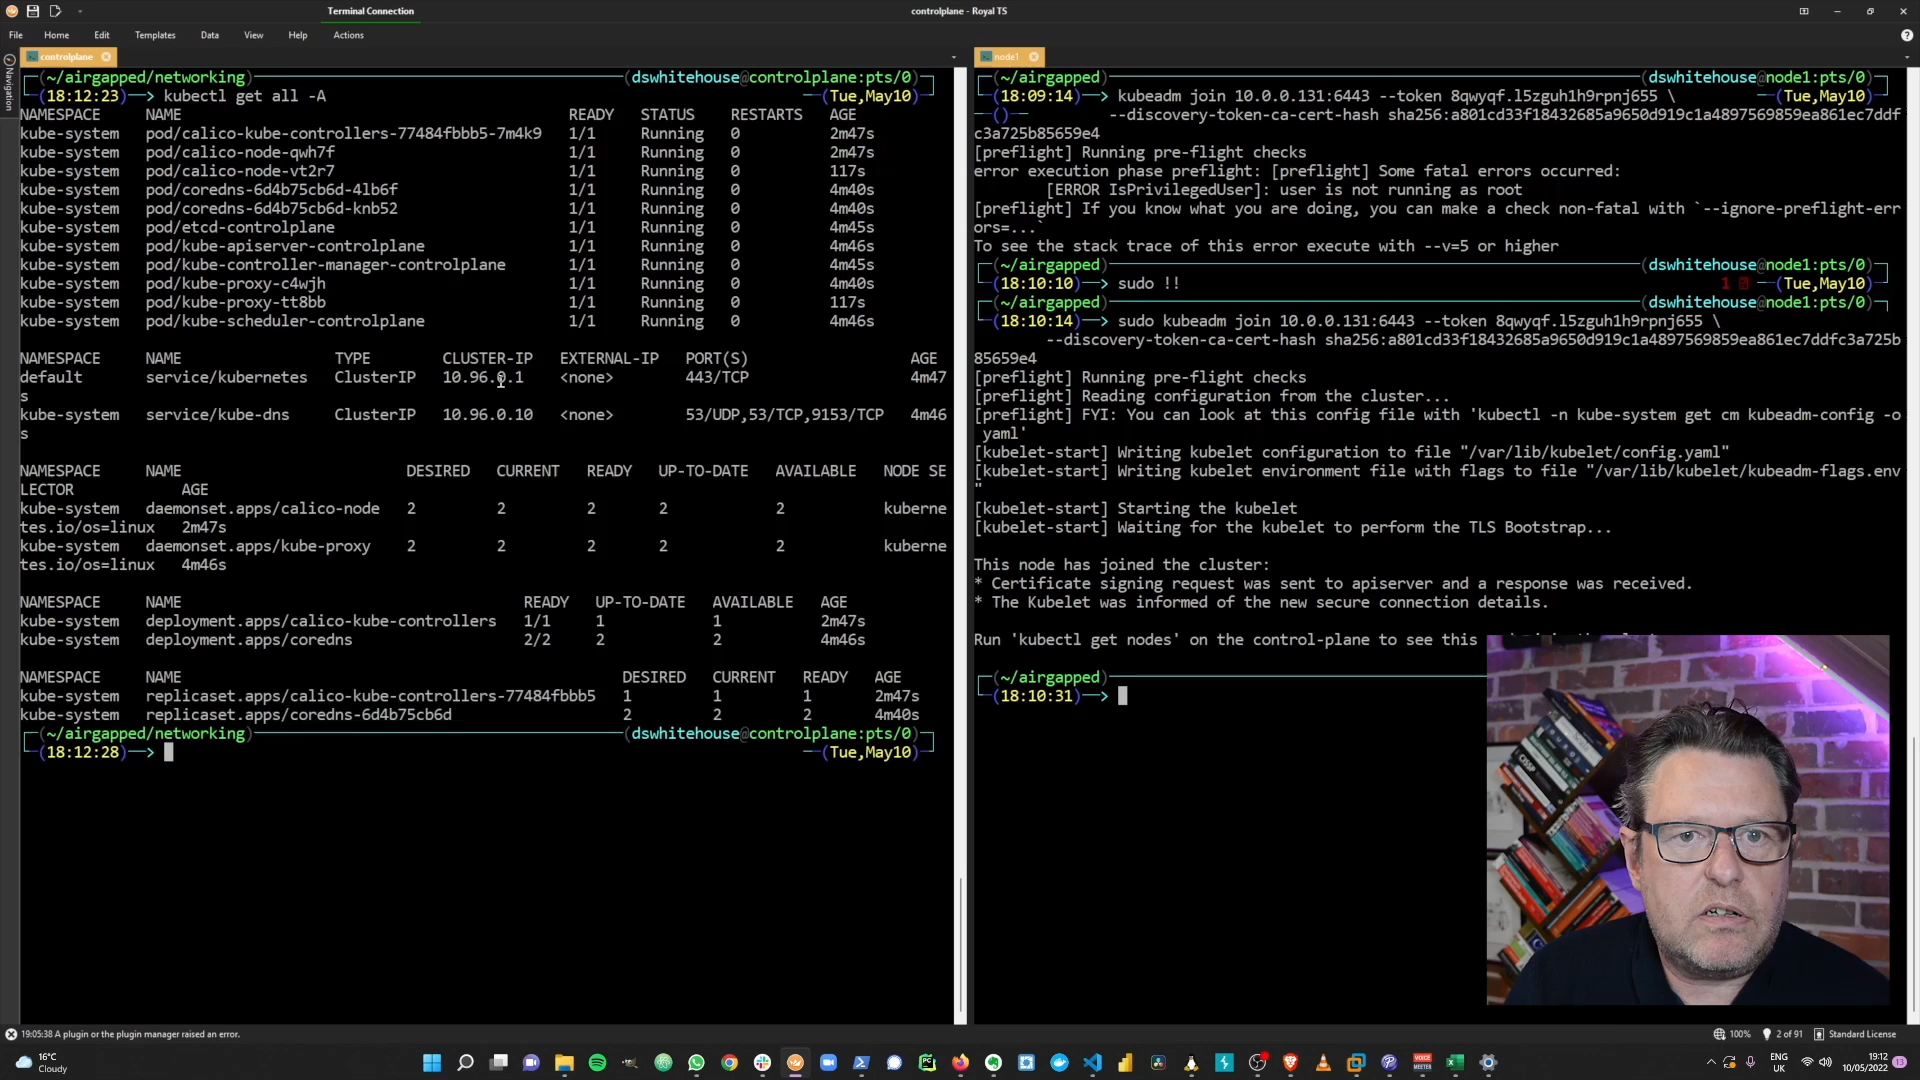 Terminal Connection
controlplane - Royal TS
File Home Edit Templates Data View Help Actions
Navigation
controlplane
(~/airgapped/networking) (dswhitehouse@controlplane:pts/0)
(18:12:23)—> kubectl get all -A (Tue,May10)
NAMESPACE NAME READY STATUS RESTARTS AGE
kube-system pod/calico-kube-controllers-77484fbbb5-7m4k9 1/1 Running 0 2m47s
kube-system pod/calico-node-qwh7f 1/1 Running 0 2m47s
kube-system pod/calico-node-vt2r7 1/1 Running 0 117s
kube-system pod/coredns-6d4b75cb6d-4lb6f 1/1 Running 0 4m40s
kube-system pod/coredns-6d4b75cb6d-knb52 1/1 Running 0 4m40s
kube-system pod/etcd-controlplane 1/1 Running 0 4m45s
kube-system pod/kube-apiserver-controlplane 1/1 Running 0 4m46s
kube-system pod/kube-controller-manager-controlplane 1/1 Running 0 4m45s
kube-system pod/kube-proxy-c4wjh 1/1 Running 0 4m40s
kube-system pod/kube-proxy-tt8bb 1/1 Running 0 117s
kube-system pod/kube-scheduler-controlplane 1/1 Running 0 4m46s
NAMESPACE NAME TYPE CLUSTER-IP EXTERNAL-IP PORT(S) AGE
default service/kubernetes ClusterIP 10.96.0.1 <none> 443/TCP 4m47
s
kube-system service/kube-dns ClusterIP 10.96.0.10 <none> 53/UDP,53/TCP,9153/TCP 4m46
s
NAMESPACE NAME DESIRED CURRENT READY UP-TO-DATE AVAILABLE NODE SE
LECTOR AGE
kube-system daemonset.apps/calico-node 2 2 2 2 2 kuberne
tes.io/os=linux 2m47s
kube-system daemonset.apps/kube-proxy 2 2 2 2 2 kuberne
tes.io/os=linux 4m46s
NAMESPACE NAME READY UP-TO-DATE AVAILABLE AGE
kube-system deployment.apps/calico-kube-controllers 1/1 1 1 2m47s
kube-system deployment.apps/coredns 2/2 2 2 4m46s
NAMESPACE NAME DESIRED CURRENT READY AGE
kube-system replicaset.apps/calico-kube-controllers-77484fbbb5 1 1 1 2m47s
kube-system replicaset.apps/coredns-6d4b75cb6d 2 2 2 4m40s
(~/airgapped/networking) (dswhitehouse@controlplane:pts/0)
(18:12:28)—> (Tue,May10)
node1
(~/airgapped) (dswhitehouse@node1:pts/0)
(18:09:14)—> kubeadm join 10.0.0.131:6443 --token 8qwyqf.l5zguh1h9rpnj655 \ (Tue,May10)
—()— --discovery-token-ca-cert-hash sha256:a801cd33f18432685a9650d919c1a4897569859ea861ec7ddf
c3a725b85659e4
[preflight] Running pre-flight checks
error execution phase preflight: [preflight] Some fatal errors occurred:
[ERROR IsPrivilegedUser]: user is not running as root
[preflight] If you know what you are doing, you can make a check non-fatal with `--ignore-preflight-err
ors=...`
To see the stack trace of this error execute with --v=5 or higher
(~/airgapped) (dswhitehouse@node1:pts/0)
(18:10:10)—> sudo !! 1 (Tue,May10)
(~/airgapped) (dswhitehouse@node1:pts/0)
(18:10:14)—> sudo kubeadm join 10.0.0.131:6443 --token 8qwyqf.l5zguh1h9rpnj655 \ (Tue,May10)
--discovery-token-ca-cert-hash sha256:a801cd33f18432685a9650d919c1a4897569859ea861ec7ddfc3a725b
85659e4
[preflight] Running pre-flight checks
[preflight] Reading configuration from the cluster...
[preflight] FYI: You can look at this config file with 'kubectl -n kube-system get cm kubeadm-config -o
yaml'
[kubelet-start] Writing kubelet configuration to file "/var/lib/kubelet/config.yaml"
[kubelet-start] Writing kubelet environment file with flags to file "/var/lib/kubelet/kubeadm-flags.env
"
[kubelet-start] Starting the kubelet
[kubelet-start] Waiting for the kubelet to perform the TLS Bootstrap...
This node has joined the cluster:
* Certificate signing request was sent to apiserver and a response was received.
* The Kubelet was informed of the new secure connection details.
Run 'kubectl get nodes' on the control-plane to see this
(~/airgapped)
(18:10:31)—>
CISSP
19:05:38 A plugin or the plugin manager raised an error.
100% 2 of 91 Standard License
16°C
Cloudy
ENG
UK
19:12
10/05/2022
13